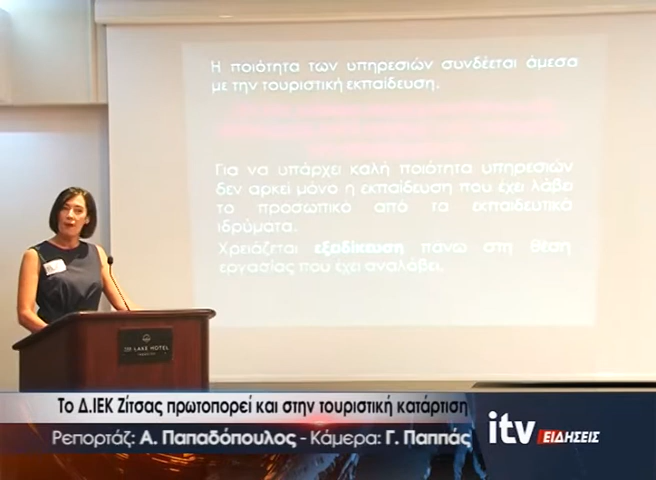 Η ποιότητα των υπηρεσιών συνδέεται άμεσα
με την τουριστική εκπαίδευση.
Για να υπάρχει καλή ποιότητα υπηρεσιών
δεν αρκεί μόνο η εκπαίδευση που έχει λάβει
το προσωπικό από τα εκπαιδευτικά
ιδρύματα.
Χρειάζεται εξειδίκευση πάνω στη θέση
εργασίας που έχει αναλάβει.
THE LAKE HOTEL
Το Δ.ΙΕΚ Ζίτσας πρωτοπορεί και στην τουριστική κατάρτιση
Ρεπορτάζ: Α. Παπαδόπουλος - Κάμερα: Γ. Παππάς
itv ΕΙΔΗΣΕΙΣ